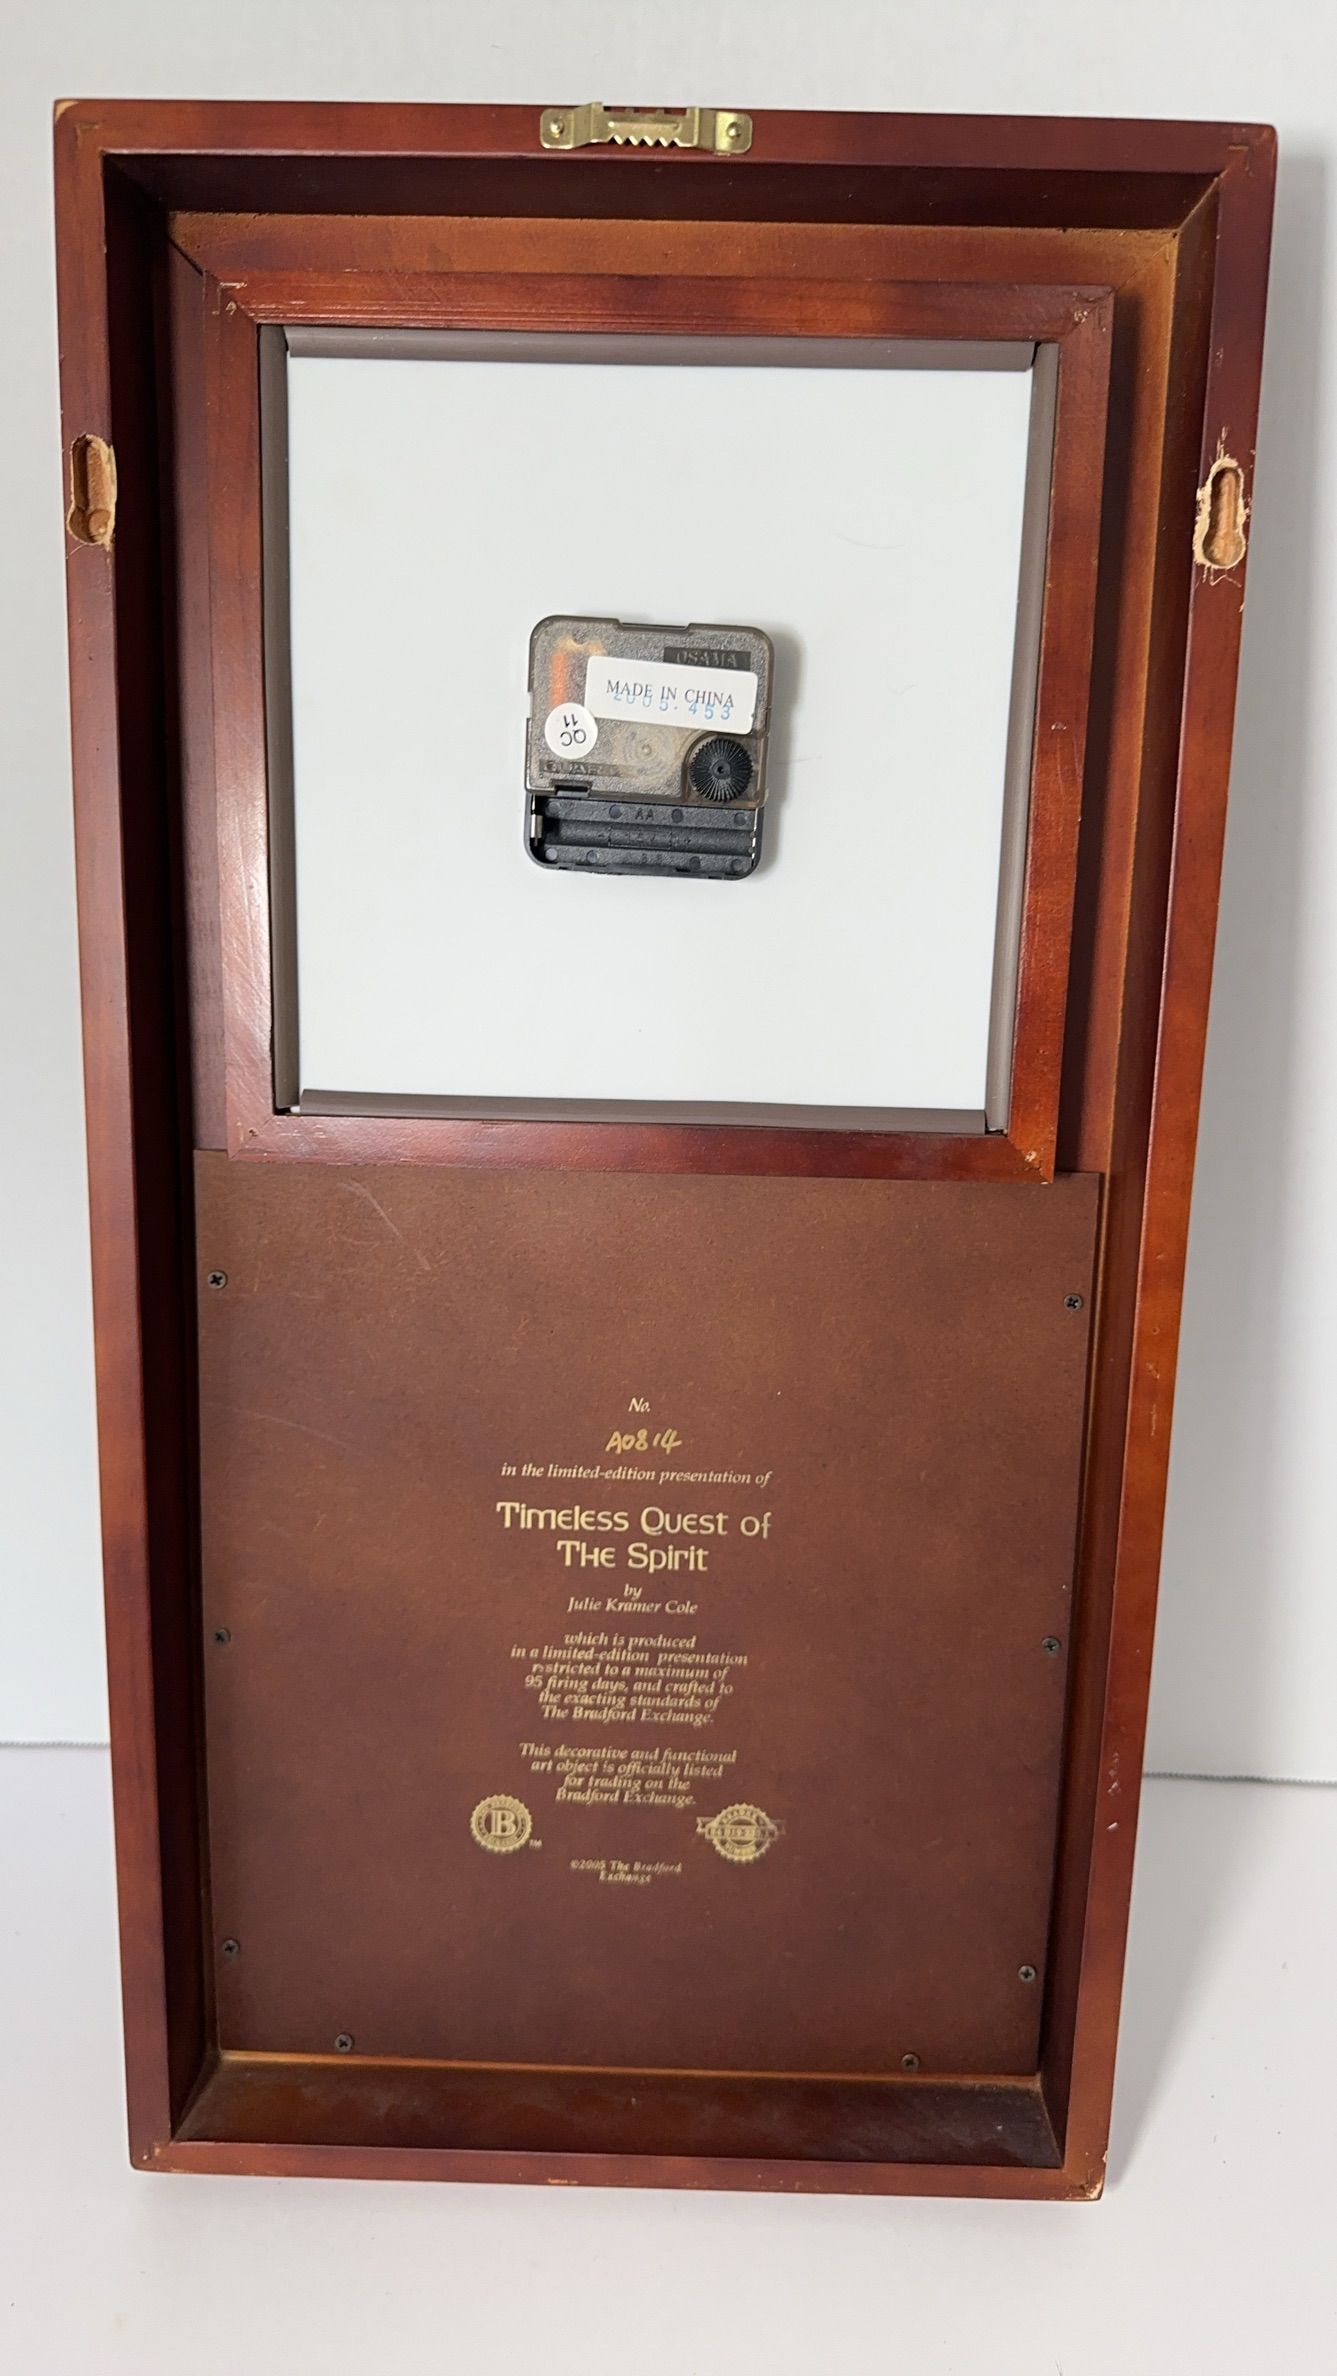 OSAMA
MADE IN CHINA
2005.453
QC
11
AA
No.
A0814
in the limited-edition presentation of
Timeless Quest of
The Spirit
by
Julie Kramer Cole
which is produced
in a limited-edition presentation
restricted to a maximum of
95 firing days, and crafted to
the exacting standards of
The Bradford Exchange.
This decorative and functional
art object is officially listed
for trading on the
Bradford Exchange.
B
TM
©2005 The Bradford
Exchange